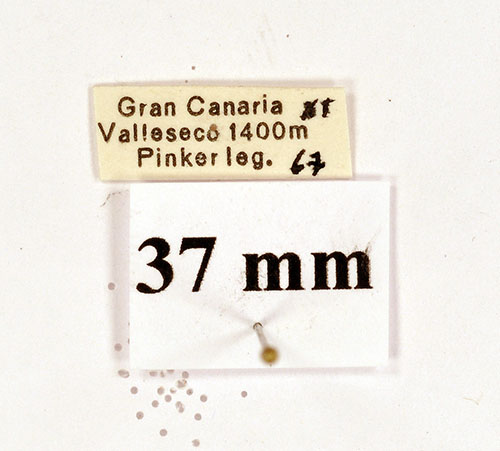 Gran Canaria
Valleseco 1400m
Pinker leg. 67
37 mm